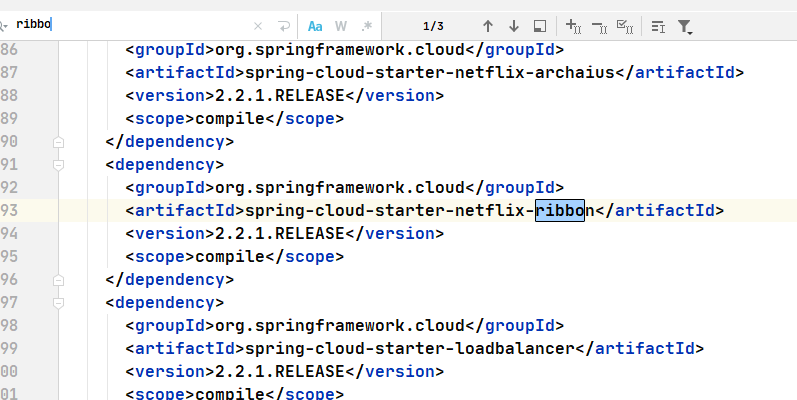 ribbo × Aa W .* 1/3
86 <groupId>org.springframework.cloud</groupId>
87 <artifactId>spring-cloud-starter-netflix-archaius</artifactId>
88 <version>2.2.1.RELEASE</version>
89 <scope>compile</scope>
90 </dependency>
91 <dependency>
92 <groupId>org.springframework.cloud</groupId>
93 <artifactId>spring-cloud-starter-netflix-ribbon</artifactId>
94 <version>2.2.1.RELEASE</version>
95 <scope>compile</scope>
96 </dependency>
97 <dependency>
98 <groupId>org.springframework.cloud</groupId>
99 <artifactId>spring-cloud-starter-loadbalancer</artifactId>
00 <version>2.2.1.RELEASE</version>
01 <scope>compile</scope>